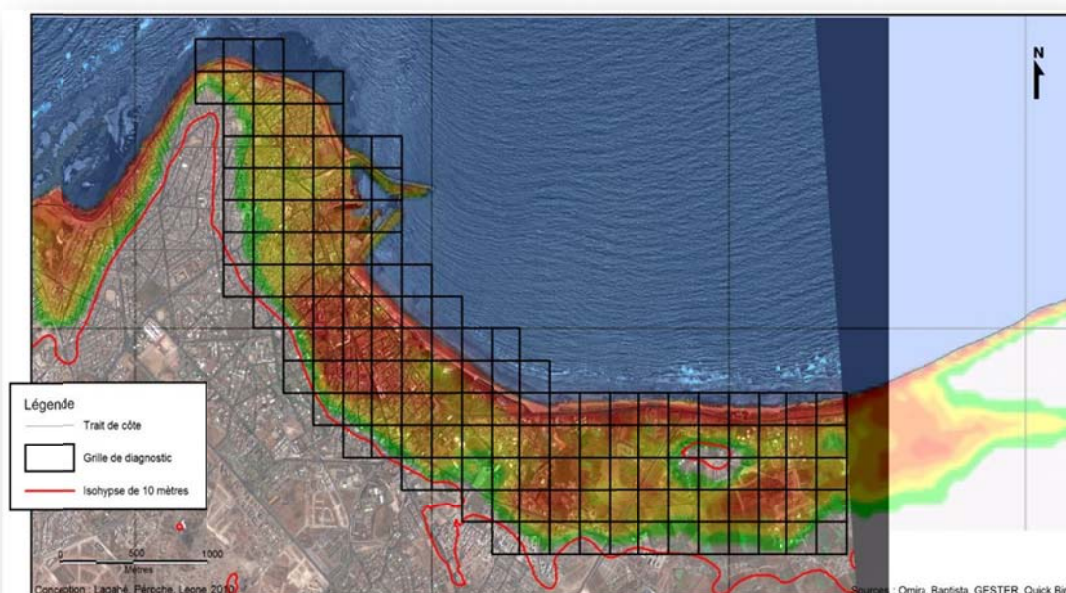 N
Légende
Trait de côte
Grille de diagnostic
Isohypse de 10 mètres
0 500 1000
Mètres
Conception : Lagahé, Péroche, Leone 2010
Sources : Omira, Baptista, GESTER, Quick Bir